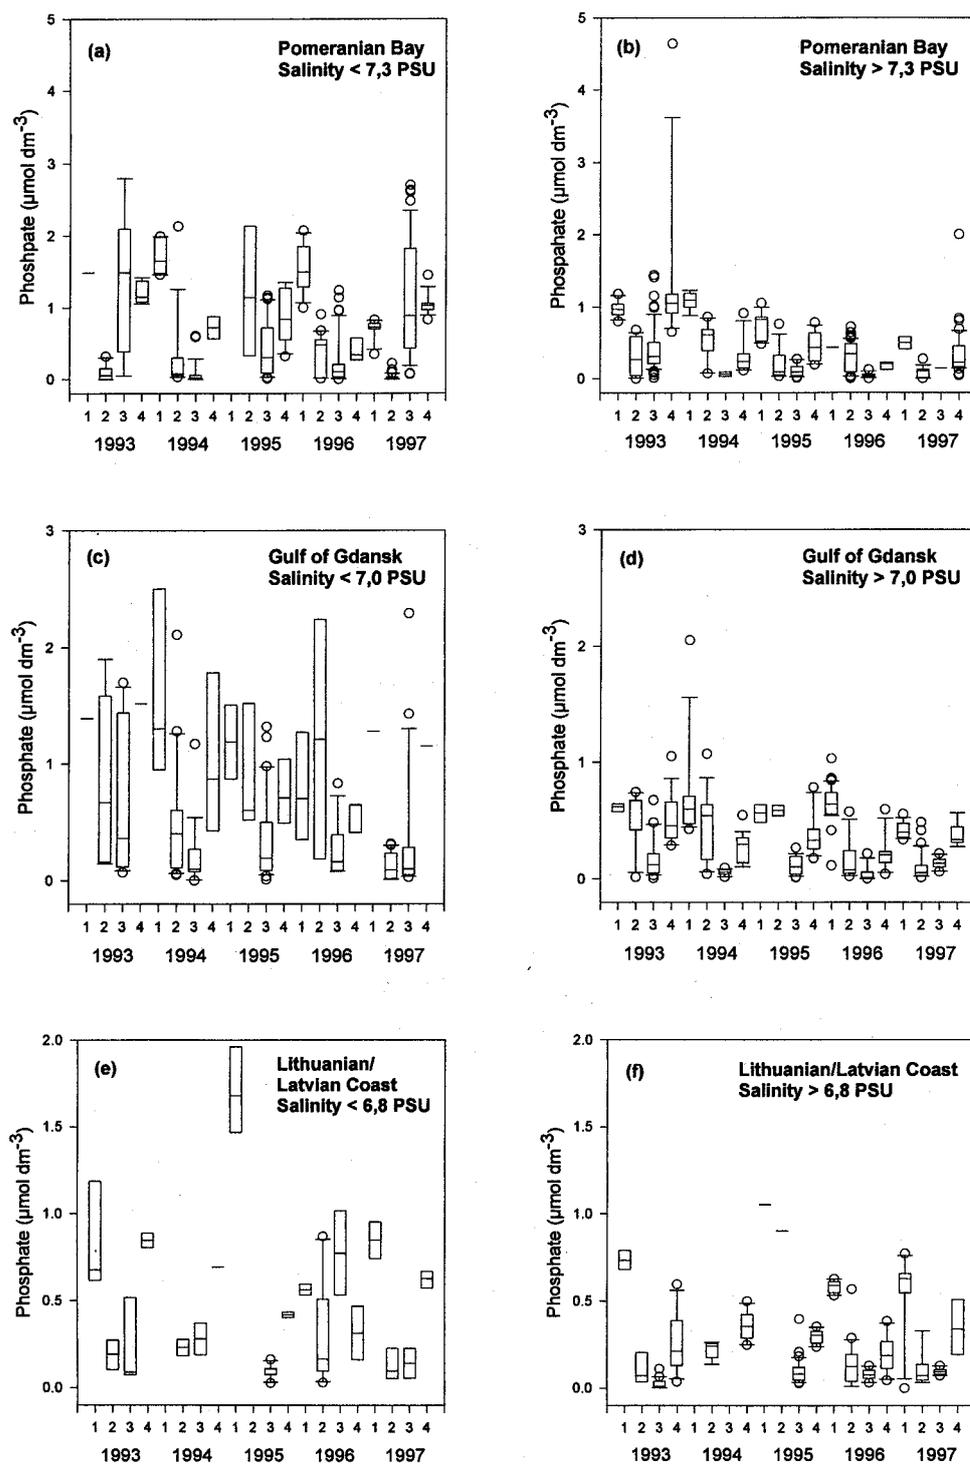 (a)
Pomeranian Bay
Salinity < 7,3 PSU
Phoshpate (µmol dm⁻³)
5
4
3
2
1
0
1 2 3 4 1 2 3 4 1 2 3 4 1 2 3 4 1 2 3 4
1993 1994 1995 1996 1997
(b)
Pomeranian Bay
Salinity > 7,3 PSU
Phospahate (µmol dm⁻³)
5
4
3
2
1
0
1 2 3 4 1 2 3 4 1 2 3 4 1 2 3 4 1 2 3 4
1993 1994 1995 1996 1997
(c)
Gulf of Gdansk
Salinity < 7,0 PSU
Phosphate (µmol dm⁻³)
3
2
1
0
1 2 3 4 1 2 3 4 1 2 3 4 1 2 3 4 1 2 3 4
1993 1994 1995 1996 1997
(d)
Gulf of Gdansk
Salinity > 7,0 PSU
Phosphate (µmol dm⁻³)
3
2
1
0
1 2 3 4 1 2 3 4 1 2 3 4 1 2 3 4 1 2 3 4
1993 1994 1995 1996 1997
(e)
Lithuanian/
Latvian Coast
Salinity < 6,8 PSU
Phosphate (µmol dm⁻³)
2.0
1.5
1.0
0.5
0.0
1 2 3 4 1 2 3 4 1 2 3 4 1 2 3 4 1 2 3 4
1993 1994 1995 1996 1997
(f)
Lithuanian/Latvian Coast
Salinity > 6,8 PSU
Phosphate (µmol dm⁻³)
2.0
1.5
1.0
0.5
0.0
1 2 3 4 1 2 3 4 1 2 3 4 1 2 3 4 1 2 3 4
1993 1994 1995 1996 1997